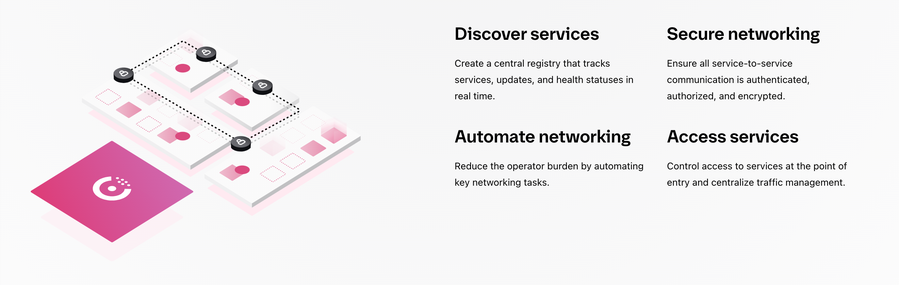 Discover services
Create a central registry that tracks
services, updates, and health statuses in
real time.
Secure networking
Ensure all service-to-service
communication is authenticated,
authorized, and encrypted.
Automate networking
Reduce the operator burden by automating
key networking tasks.
Access services
Control access to services at the point of
entry and centralize traffic management.